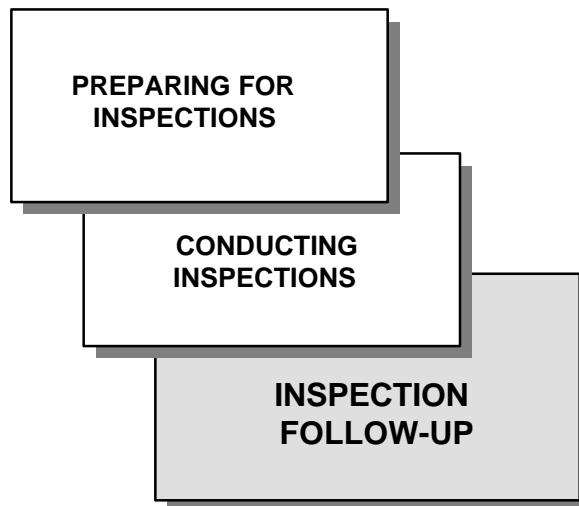 PREPARING FOR
INSPECTIONS
CONDUCTING
INSPECTIONS
INSPECTION
FOLLOW-UP